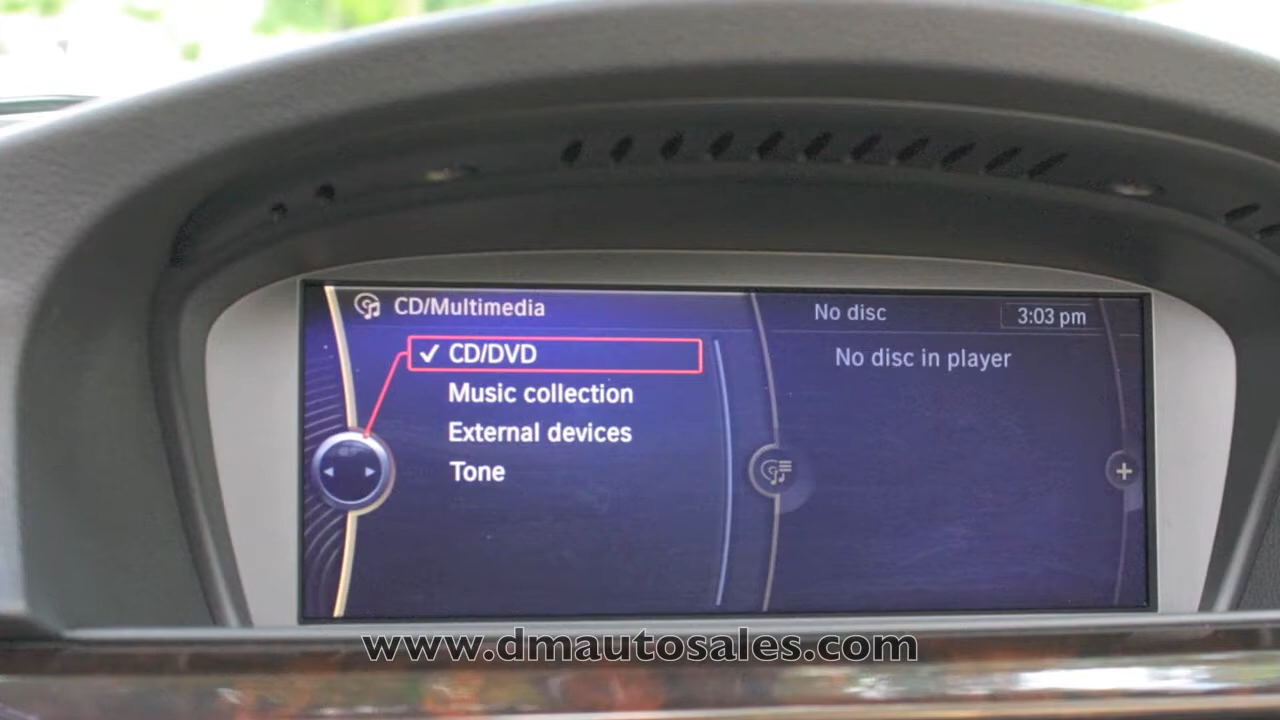 CD/Multimedia
No disc
3:03 pm
✓ CD/DVD
No disc in player
Music collection
External devices
Tone
www.dmautosales.com